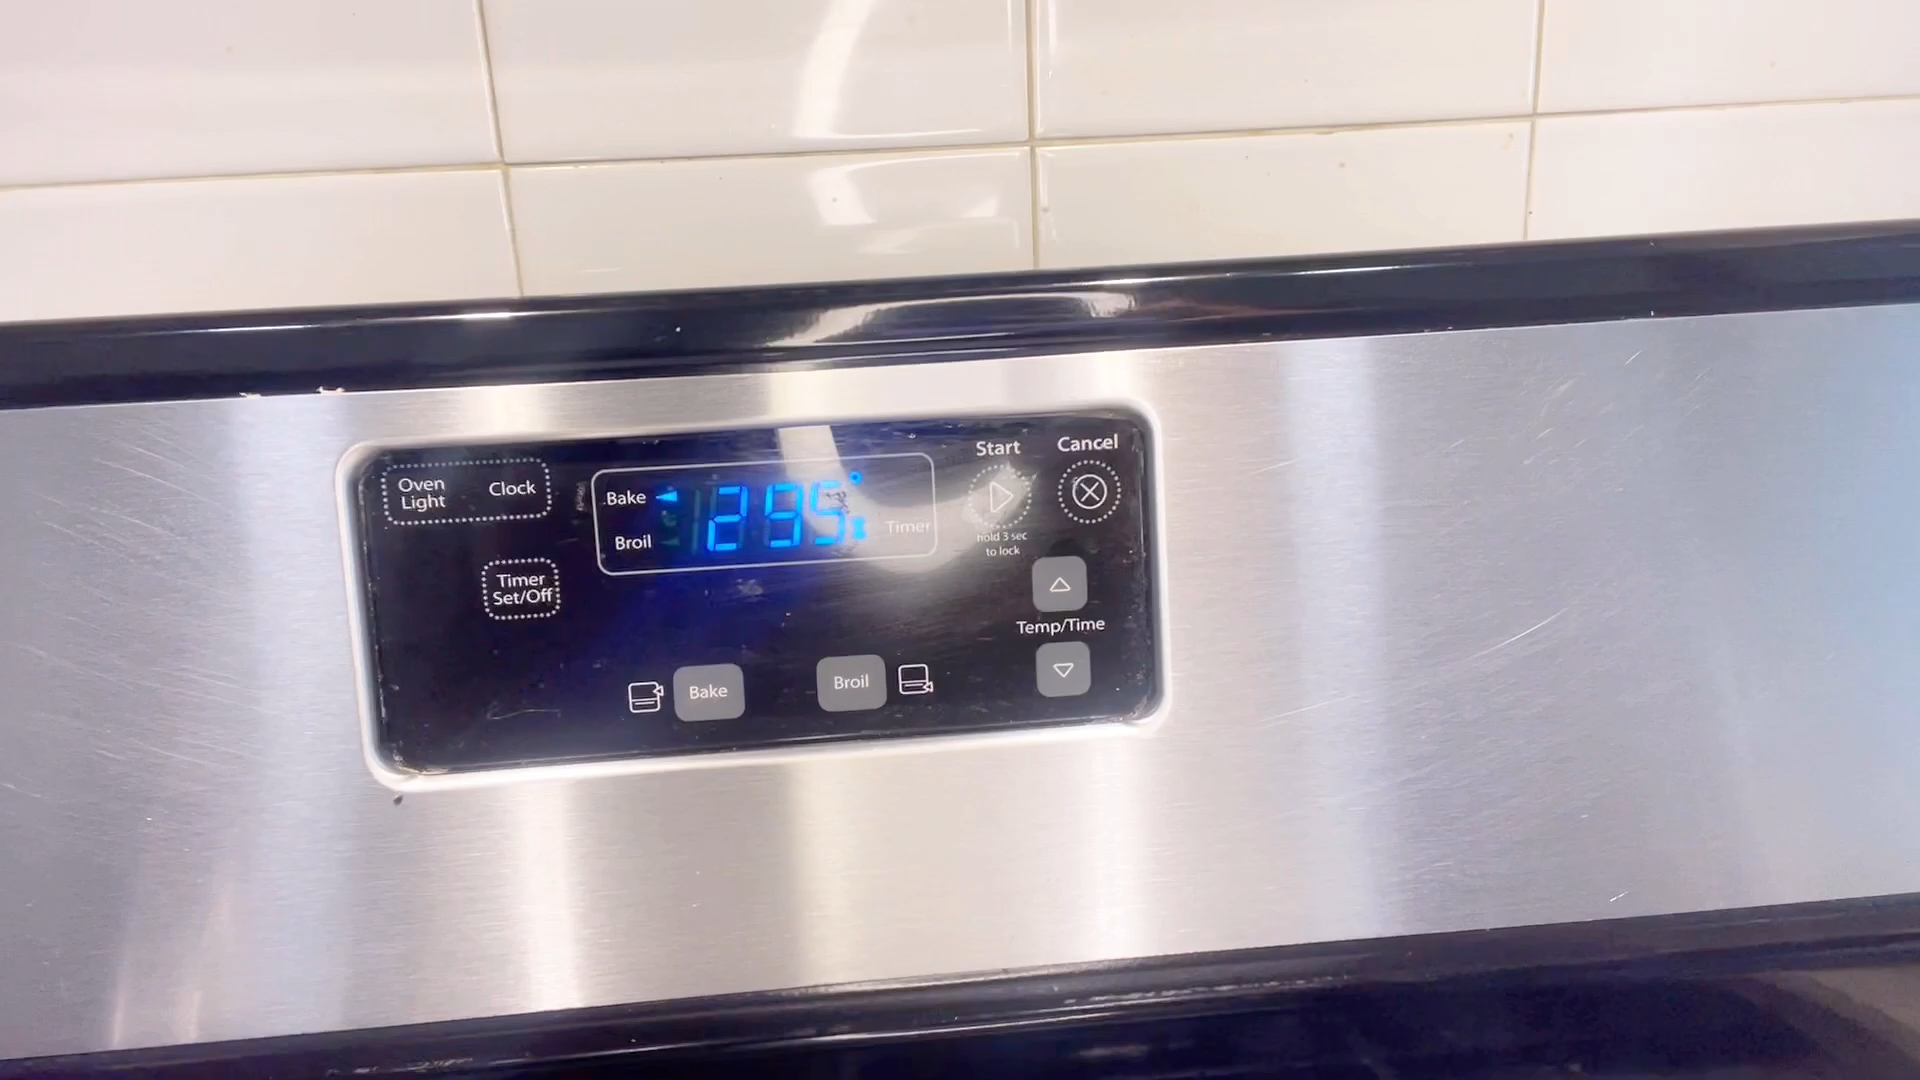 Oven Light
Clock
Bake
Broil
295°
Timer
Start
hold 3 sec
to lock
Cancel
Timer
Set/Off
Temp/Time
Bake
Broil